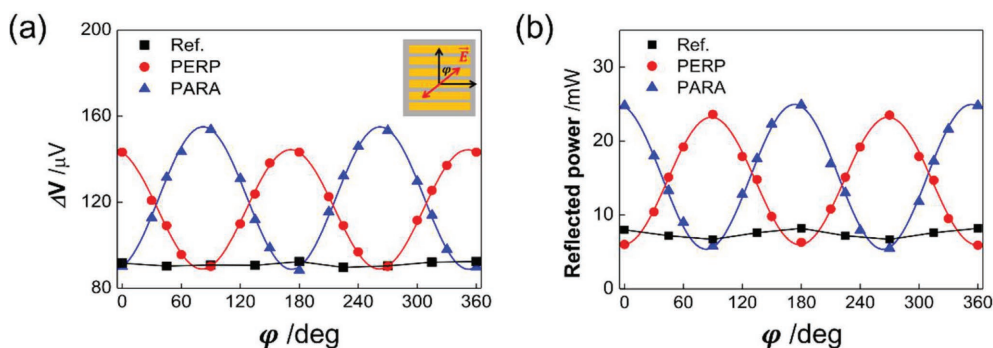 (a)
200
160
120
80
ΔV /μV
Ref.
PERP
PARA
E
φ
0 60 120 180 240 300 360
φ /deg
(b)
30
20
10
0
Reflected power /mW
Ref.
PERP
PARA
0 60 120 180 240 300 360
φ /deg